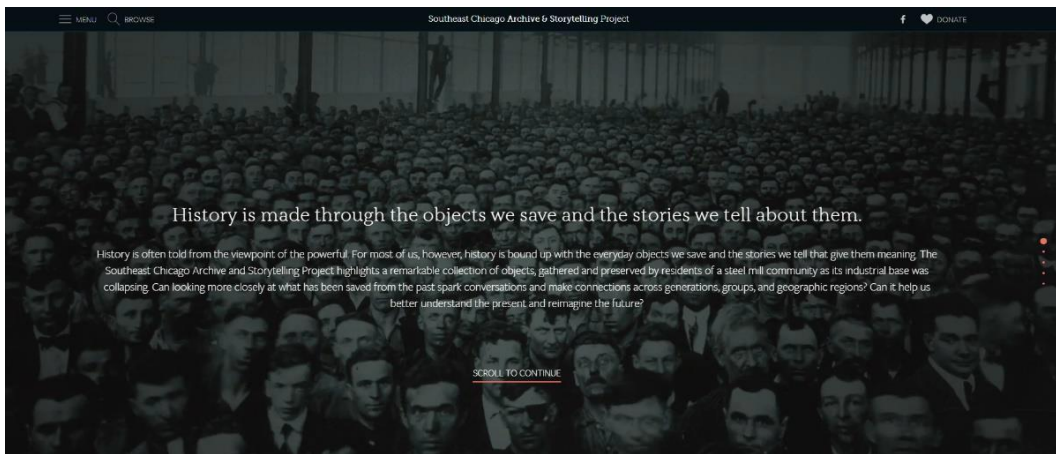 MENU BROWSE Southeast Chicago Archive & Storytelling Project f DONATE
History is made through the objects we save and the stories we tell about them.
History is often told from the viewpoint of the powerful. For most of us, however, history is bound up with the everyday objects we save and the stories we tell that give them meaning. The
Southeast Chicago Archive and Storytelling Project highlights a remarkable collection of objects, gathered and preserved by residents of a steel mill community as its industrial base was
collapsing. Can looking more closely at what has been saved from the past spark conversations and make connections across generations, groups, and geographic regions? Can it help us
better understand the present and reimagine the future?
SCROLL TO CONTINUE